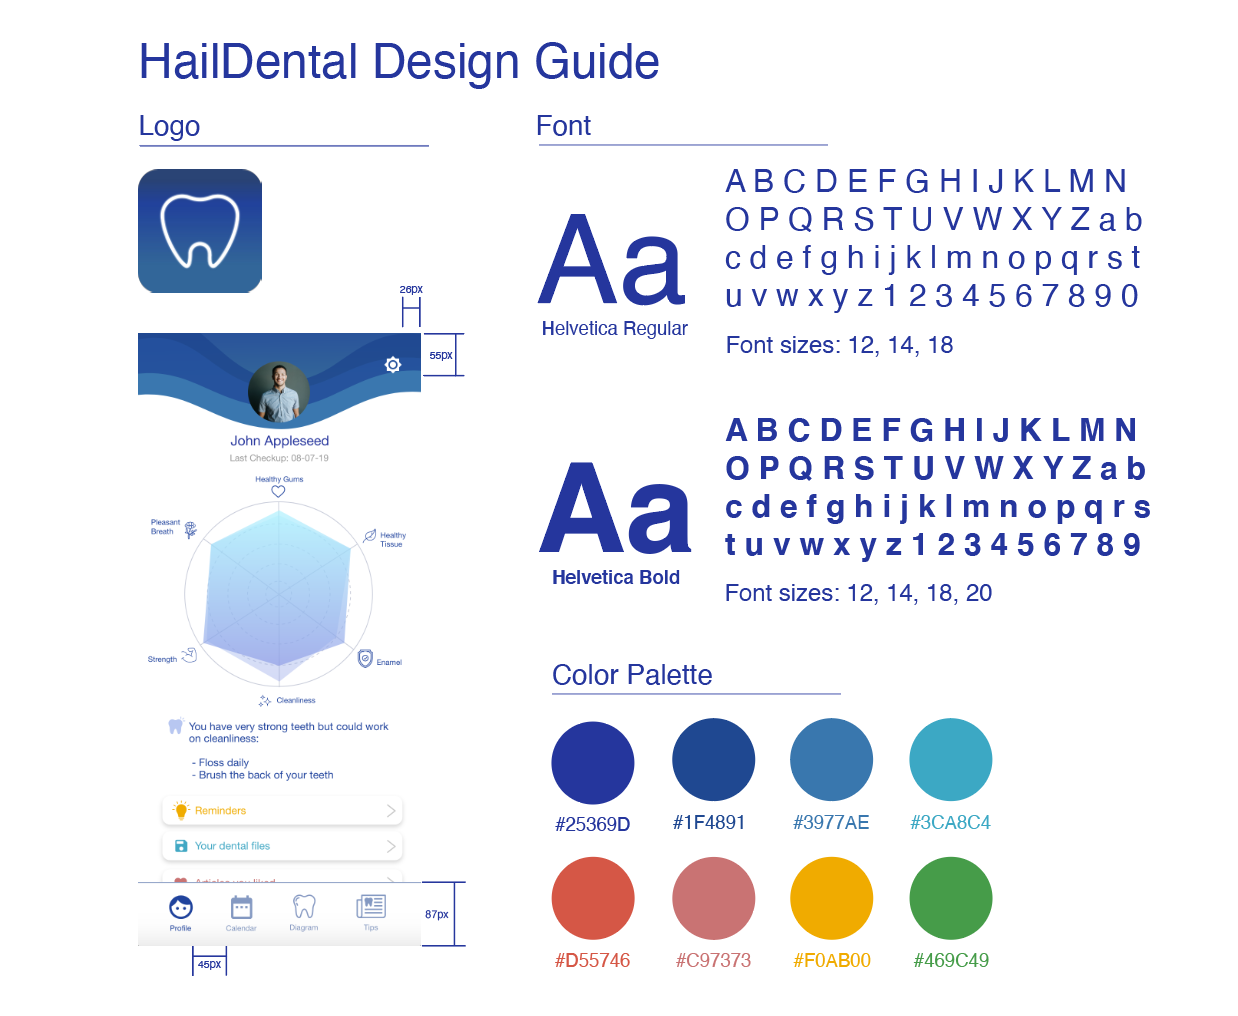 HailDental Design Guide
Logo
26px
55px
John Appleseed
Last Checkup: 08-07-19
Healthy Gums
Pleasant
Breath
Healthy
Tissue
Strength
Enamel
Cleanliness
You have very strong teeth but could work
on cleanliness:
- Floss daily
- Brush the back of your teeth
Reminders
Your dental files
Articles you liked
Profile
Calendar
Diagram
Tips
87px
45px
Font
Aa
Helvetica Regular
A B C D E F G H I J K L M N
O P Q R S T U V W X Y Z a b
c d e f g h i j k l m n o p q r s t
u v w x y z 1 2 3 4 5 6 7 8 9 0
Font sizes: 12, 14, 18
Aa
Helvetica Bold
A B C D E F G H I J K L M N
O P Q R S T U V W X Y Z a b
c d e f g h i j k l m n o p q r s
t u v w x y z 1 2 3 4 5 6 7 8 9
Font sizes: 12, 14, 18, 20
Color Palette
#25369D
#1F4891
#3977AE
#3CA8C4
#D55746
#C97373
#F0AB00
#469C49